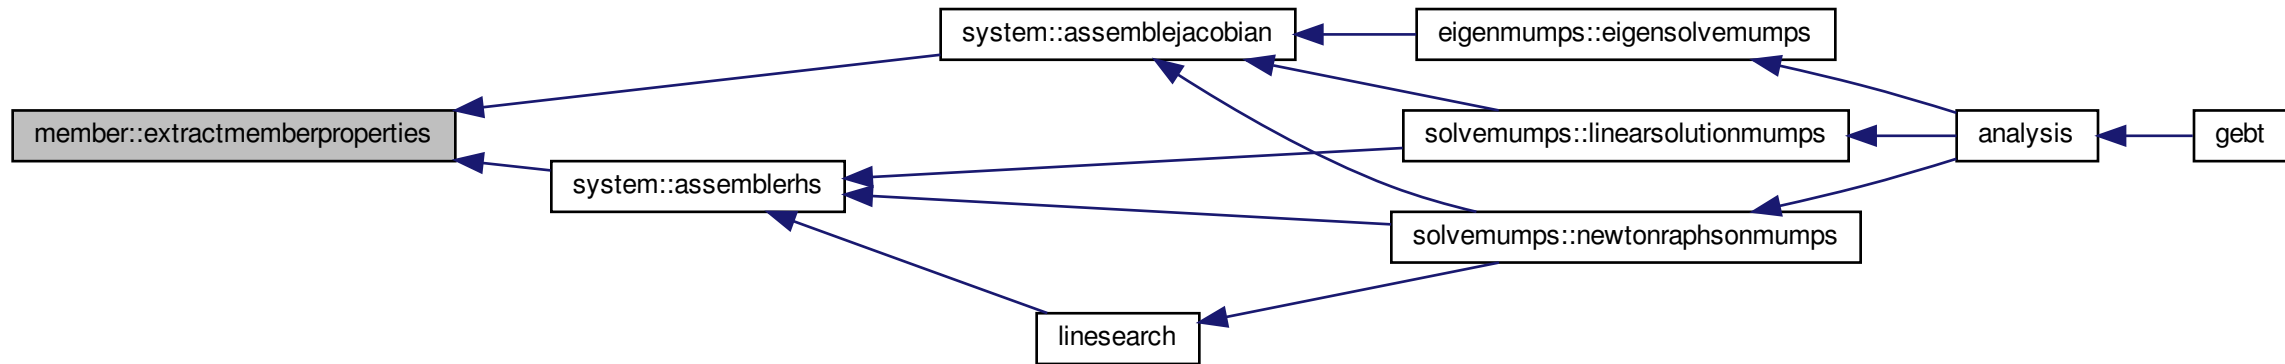 system::assemblejacobian
eigenmumps::eigensolvemumps
member::extractmemberproperties
solvemumps::linearsolutionmumps
analysis
gebt
system::assemblerhs
solvemumps::newtonraphsonmumps
linesearch